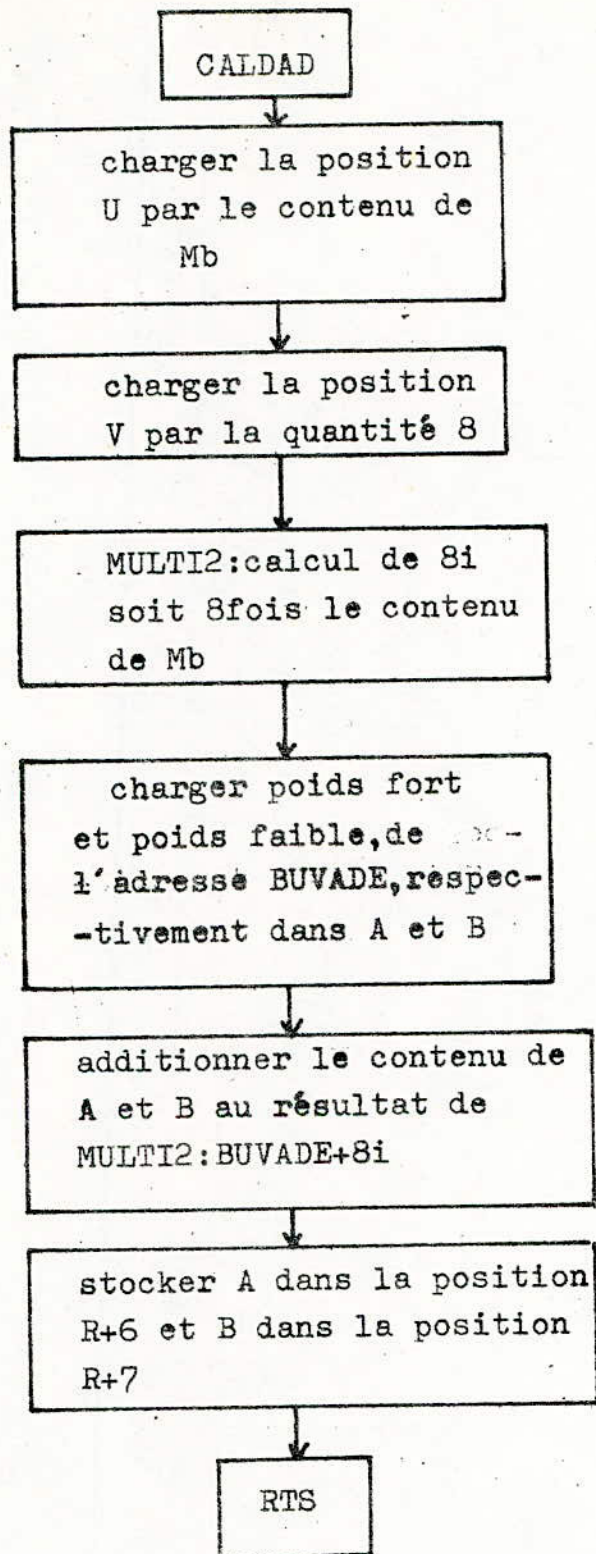 CALDAD
charger la position
U par le contenu de
Mb
charger la position
V par la quantité 8
MULTI2:calcul de 8i
soit 8fois le contenu
de Mb
charger poids fort
et poids faible,de
l'adresse BUVADE,respec-
-tivement dans A et B
additionner le contenu de
A et B au résultat de
MULTI2:BUVADE+8i
stocker A dans la position
R+6 et B dans la position
R+7
RTS